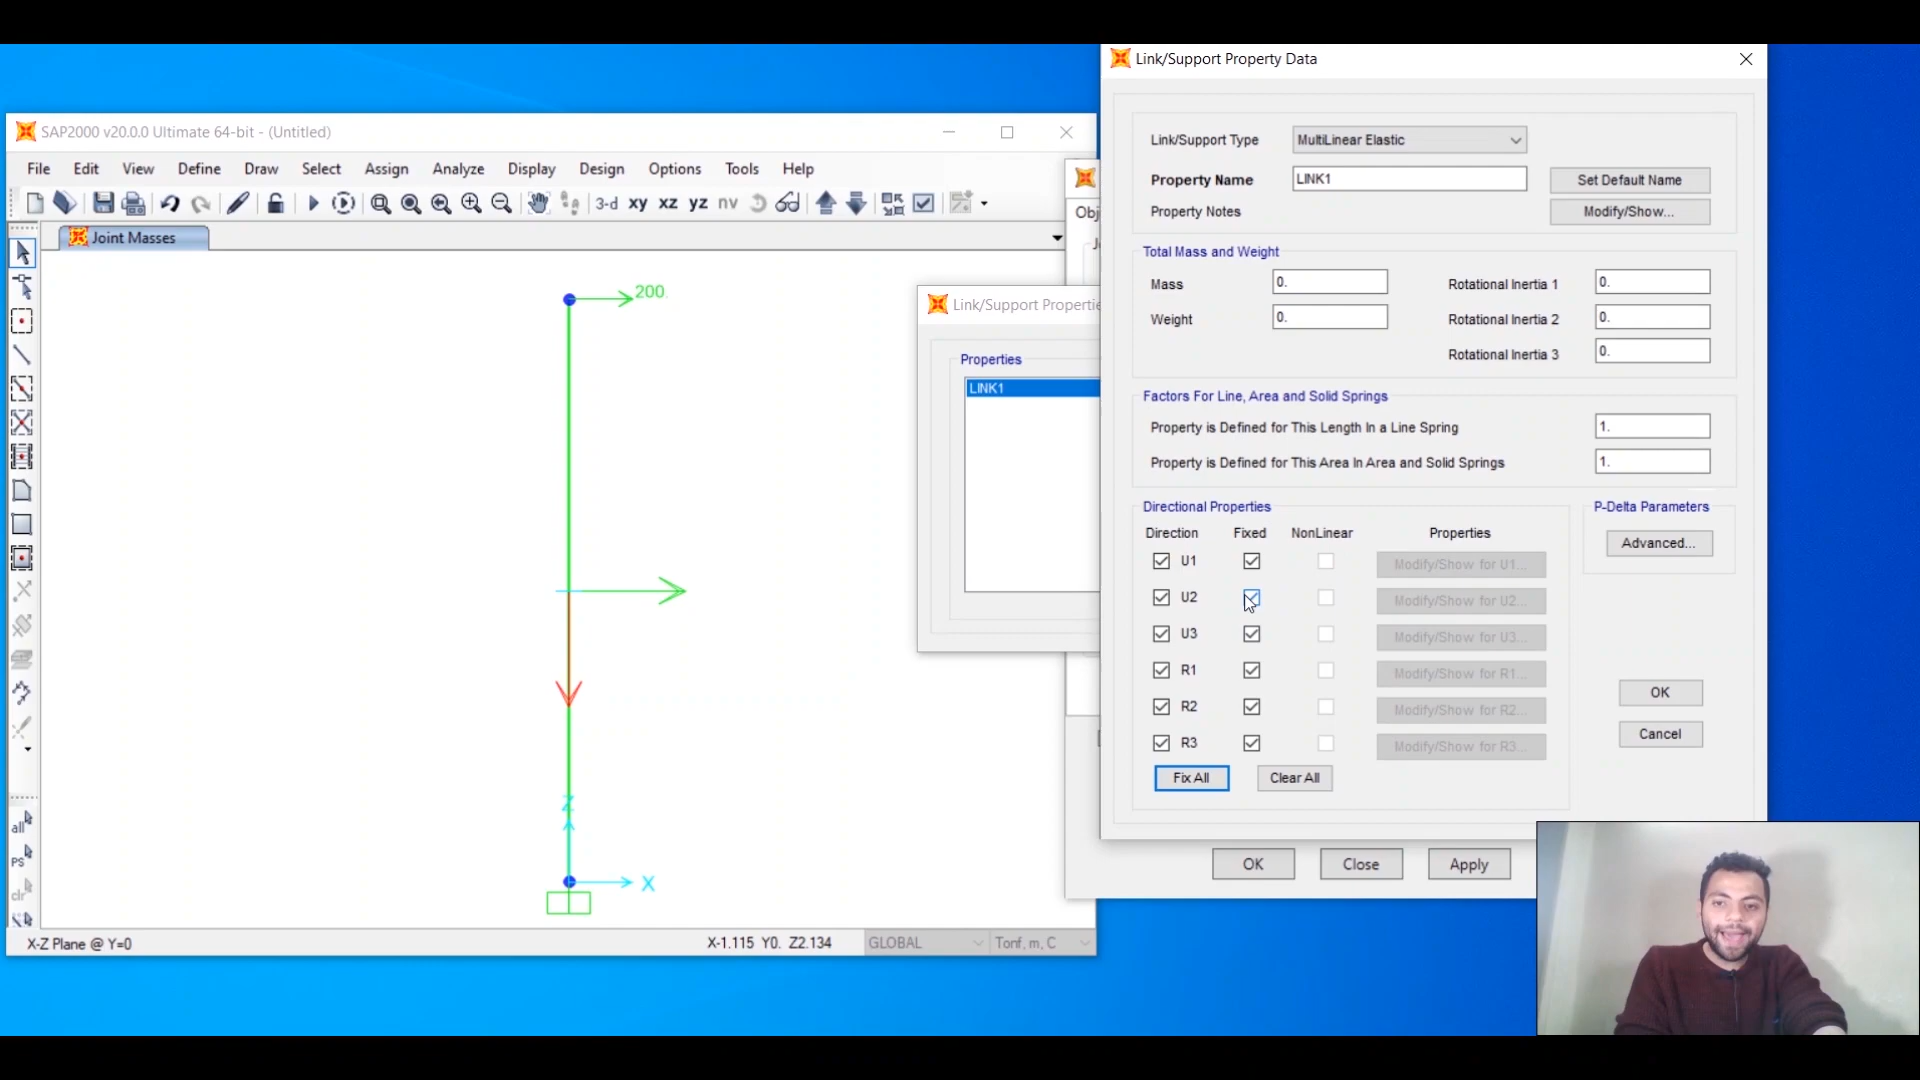 Link/Support Property Data
SAP2000 v20.0.0 Ultimate 64-bit - (Untitled)
File Edit View Define Draw Select Assign Analyze Display Design Options Tools Help
3-d xy xz yz nv
Joint Masses
200.
X
Z
all
PS
clr
X-Z Plane @ Y=0
X-1.115 Y0. Z2.134
GLOBAL
Tonf, m, C
Obj
J
Link/Support Propertie
Properties
LINK1
Link/Support Type MultiLinear Elastic
Property Name LINK1 Set Default Name
Property Notes Modify/Show...
Total Mass and Weight
Mass 0. Rotational Inertia 1 0.
Weight 0. Rotational Inertia 2 0.
Rotational Inertia 3 0.
Factors For Line, Area and Solid Springs
Property is Defined for This Length In a Line Spring 1.
Property is Defined for This Area In Area and Solid Springs 1.
Directional Properties P-Delta Parameters
Direction Fixed NonLinear Properties Advanced...
U1 Modify/Show for U1...
U2 Modify/Show for U2...
U3 Modify/Show for U3...
R1 Modify/Show for R1...
R2 Modify/Show for R2...
R3 Modify/Show for R3...
Fix All Clear All
OK
Cancel
OK Close Apply